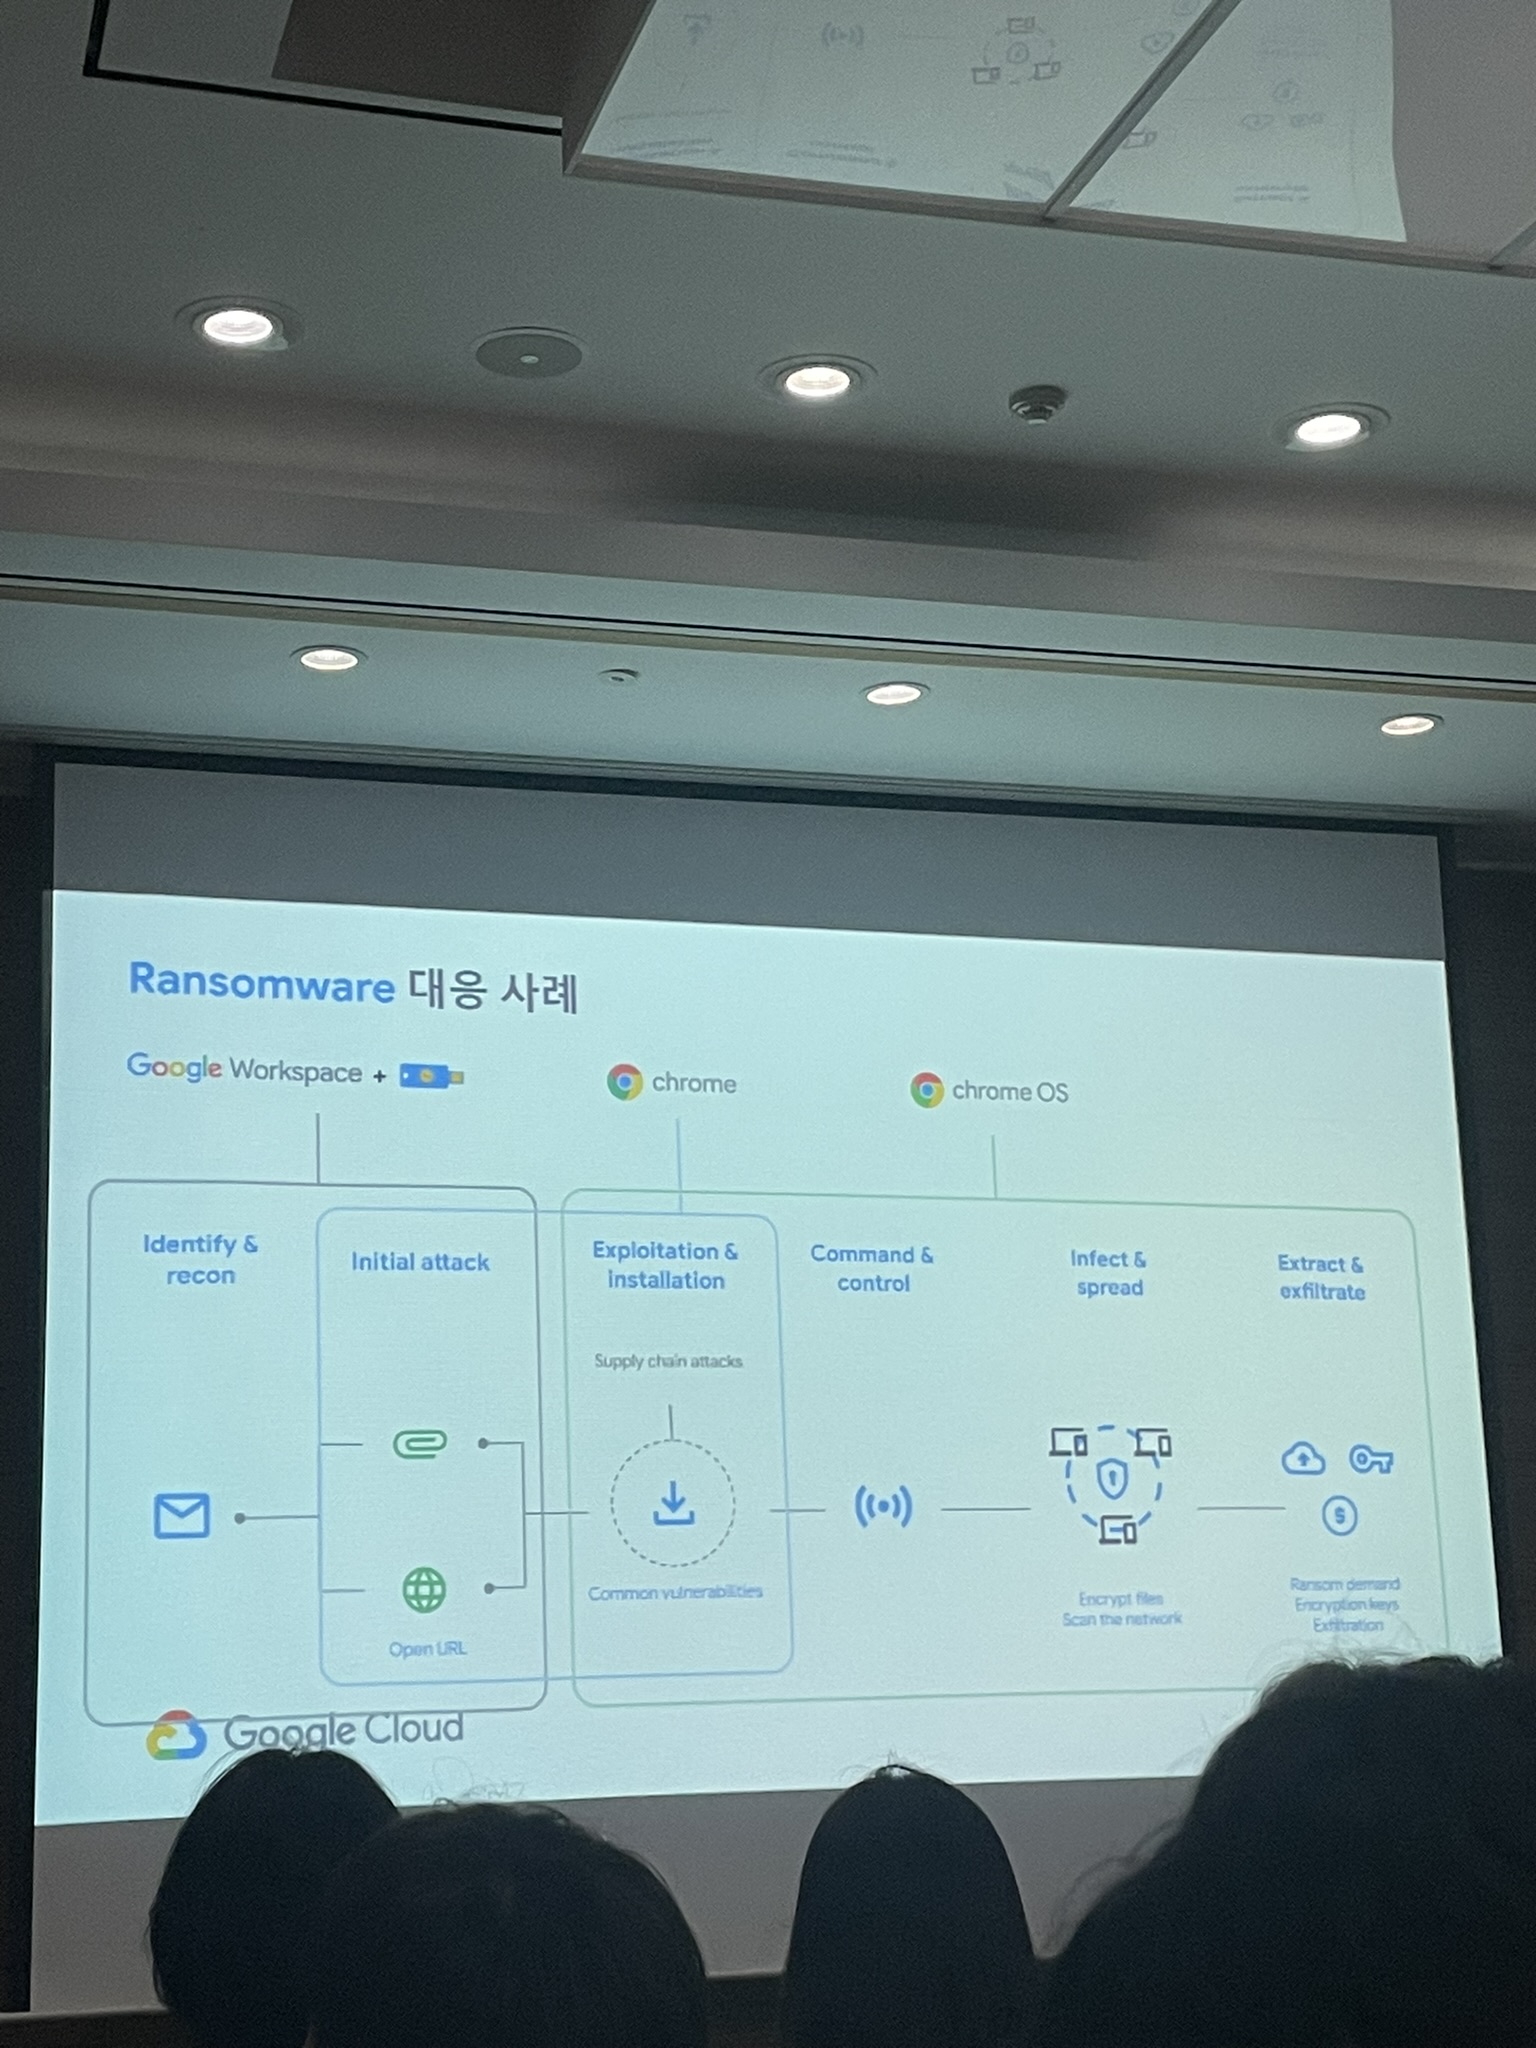 Ransomware 대응 사례
Google Workspace +
chrome
chrome OS
Identify &
recon
Initial attack
Exploitation &
installation
Command &
control
Infect &
spread
Extract &
exfiltrate
Supply chain attacks
Common vulnerabilities
Open URL
Encrypt files
Scan the network
$
Ransom demand
Encryption keys
Exfiltration
Google Cloud